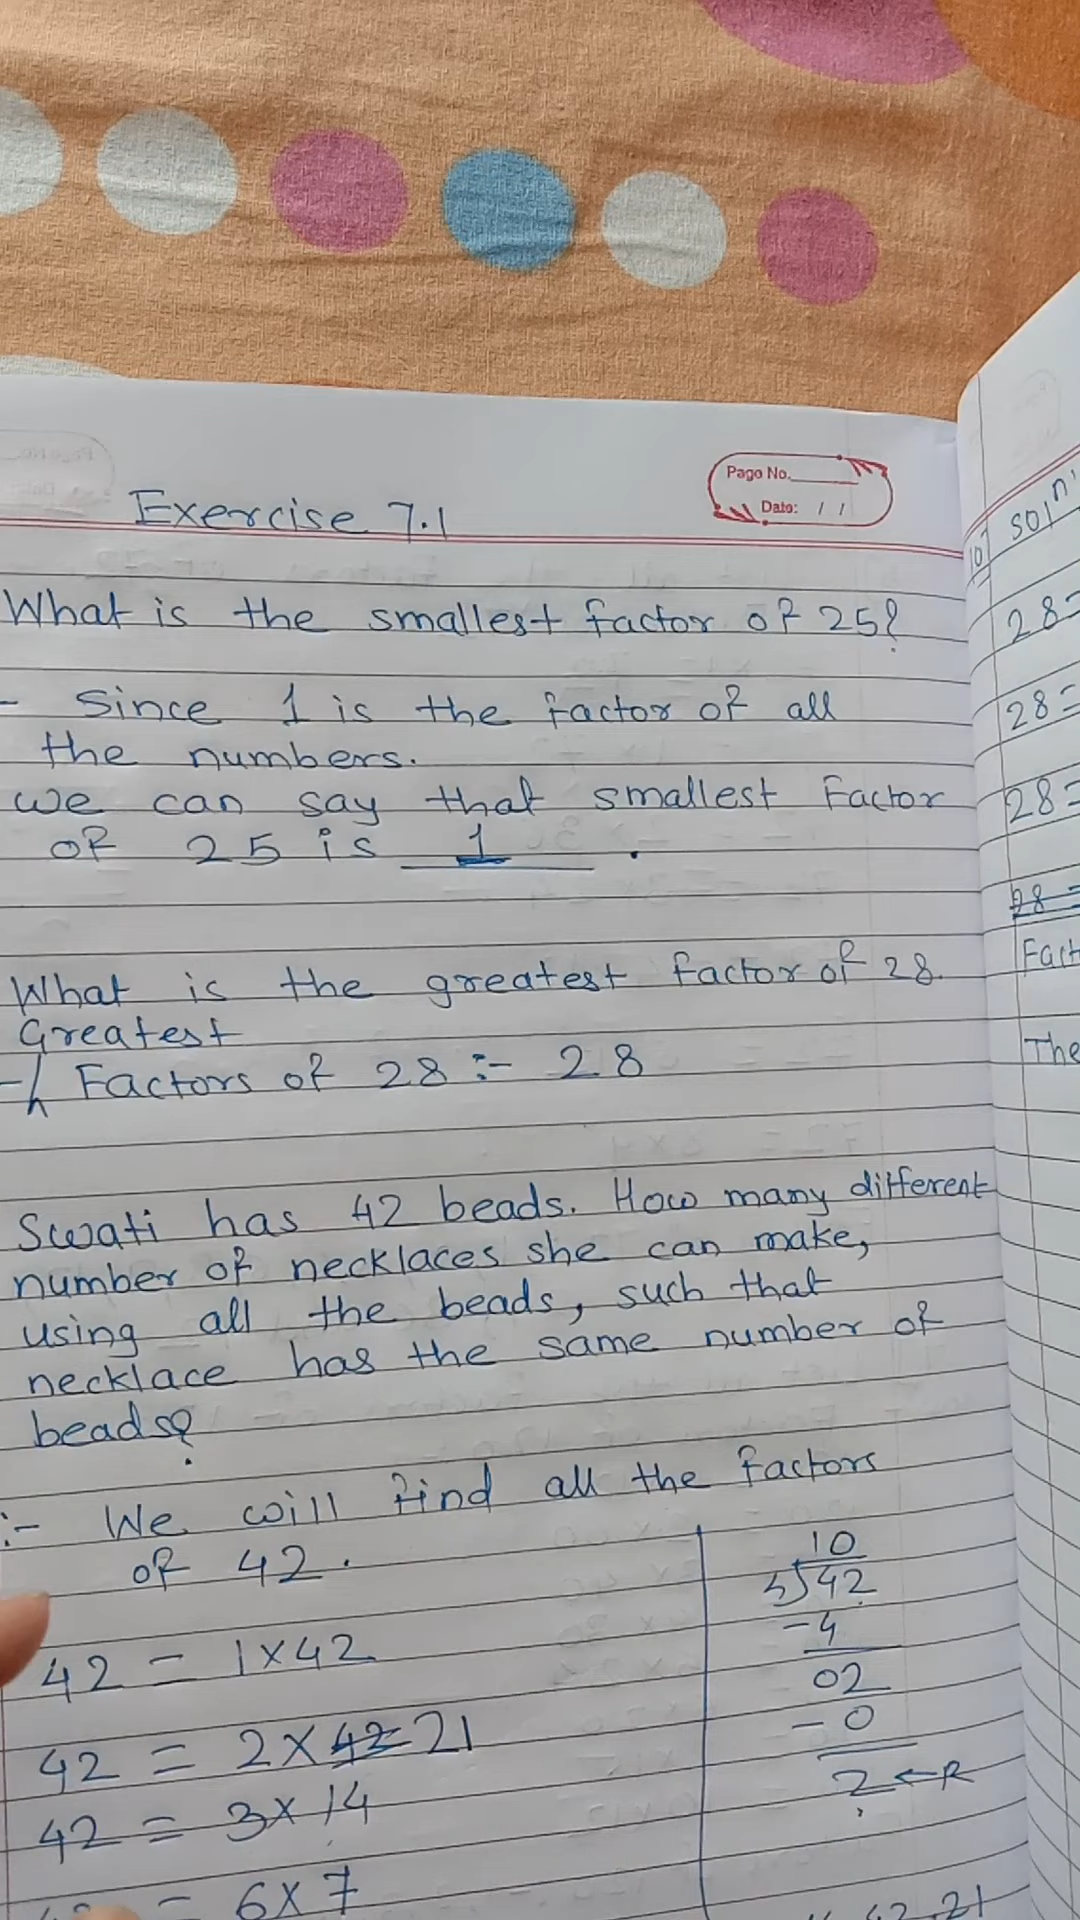 Page No.
Date: / /
Exercise 7.1
What is the smallest factor of 25?
- Since 1 is the factor of all
the numbers.
we can say that smallest Factor
of 25 is 1 .
What is the greatest factor of 28.
Greatest
- Factors of 28 :- 28
Swati has 42 beads. How many different
number of necklaces she can make,
using all the beads, such that
necklace has the same number of
beads?
:- We will find all the factors
of 42.
42 = 1 x 42
42 = 2 x 42 21
42 = 3 x 14
= 6 x 7
10
42
- 4
02
- 0
2 ← R
42 21
10) soln
28 =
28 =
28 =
28 =
Fact
The